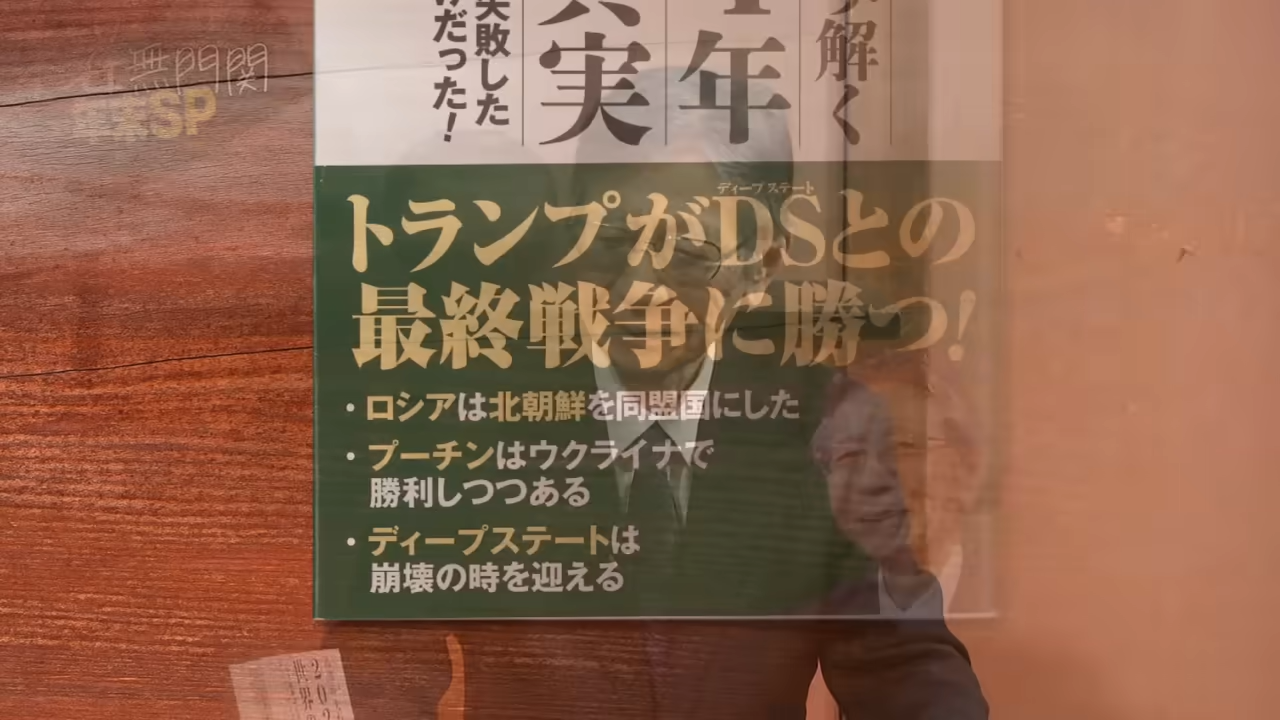 無門関
SP
解く
年
実
失敗した
だった！
ディープ ステート
トランプがDSとの
最終戦争に勝つ！
・ロシアは北朝鮮を同盟国にした
・プーチンはウクライナで
勝利しつつある
・ディープステートは
崩壊の時を迎える
202
世界の